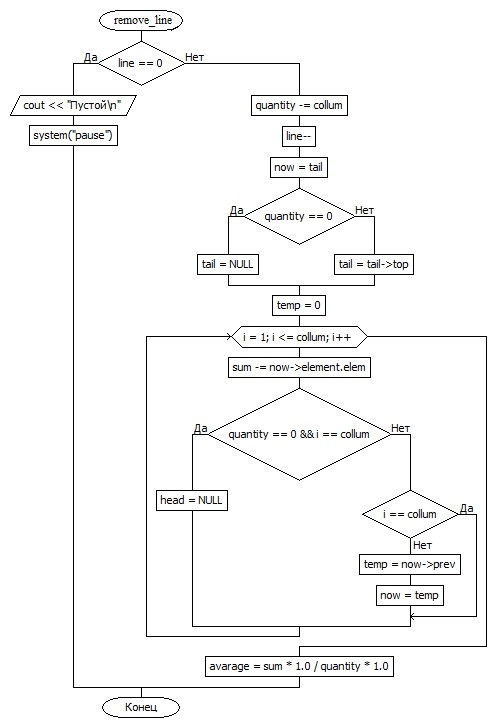 remove_line
Да
line == 0
Нет
cout << "Пустой\n"
system("pause")
quantity -= collum
line--
now = tail
Да
quantity == 0
Нет
tail = NULL
tail = tail->top
temp = 0
i = 1; i <= collum; i++
sum -= now->element.elem
Да
quantity == 0 && i == collum
Нет
head = NULL
i == collum
Да
Нет
temp = now->prev
now = temp
avarage = sum * 1.0 / quantity * 1.0
Конец